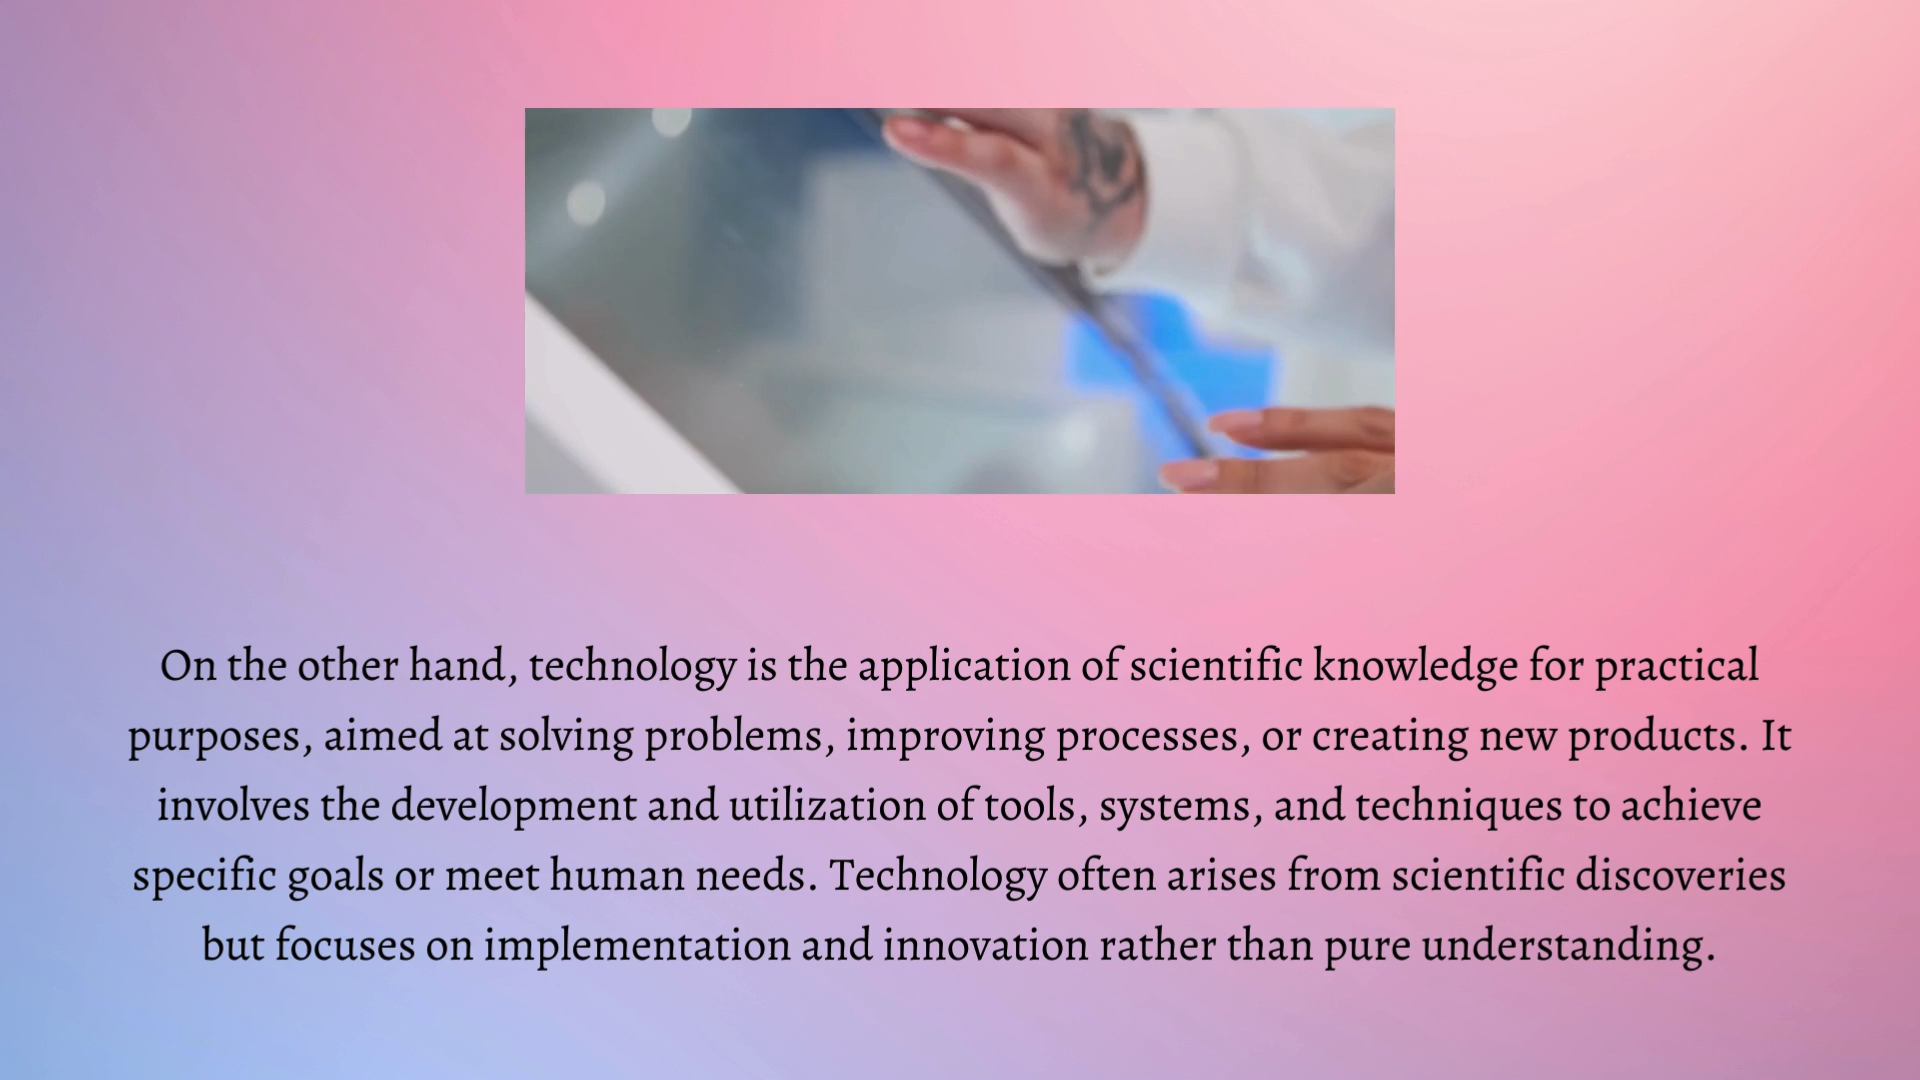 On the other hand, technology is the application of scientific knowledge for practical
purposes, aimed at solving problems, improving processes, or creating new products. It
involves the development and utilization of tools, systems, and techniques to achieve
specific goals or meet human needs. Technology often arises from scientific discoveries
but focuses on implementation and innovation rather than pure understanding.